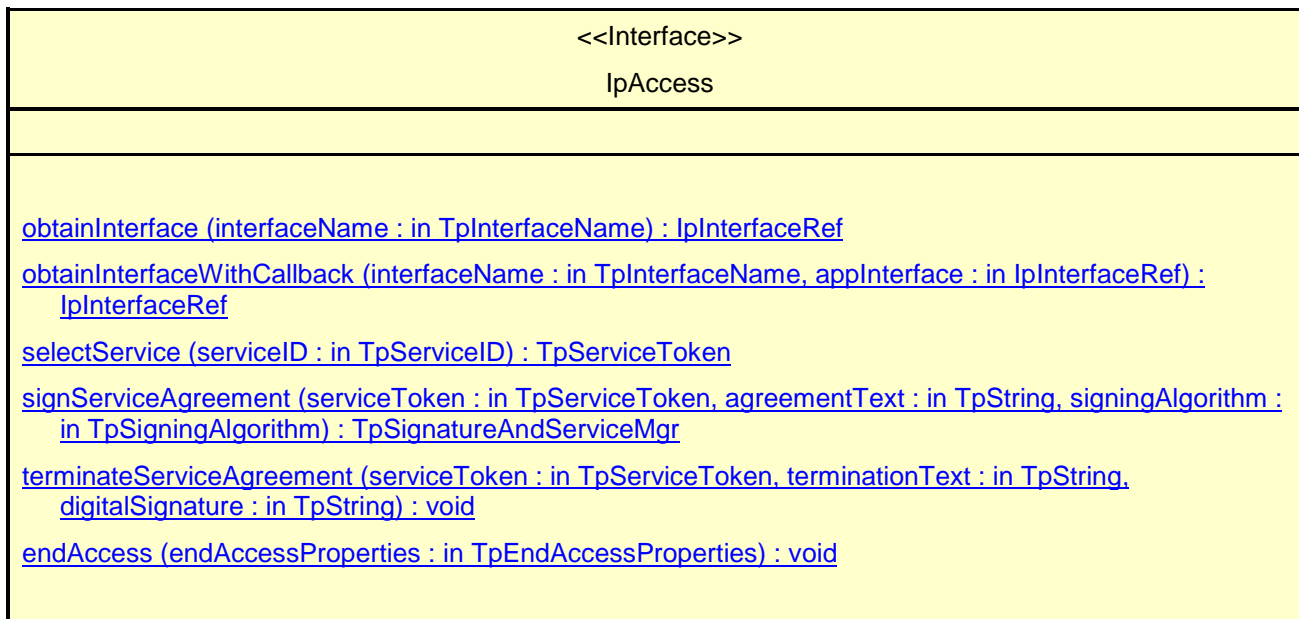 <<Interface>>
IpAccess
obtainInterface (interfaceName : in TpInterfaceName) : IpInterfaceRef
obtainInterfaceWithCallback (interfaceName : in TpInterfaceName, appInterface : in IpInterfaceRef) :
IpInterfaceRef
selectService (serviceID : in TpServiceID) : TpServiceToken
signServiceAgreement (serviceToken : in TpServiceToken, agreementText : in TpString, signingAlgorithm :
in TpSigningAlgorithm) : TpSignatureAndServiceMgr
terminateServiceAgreement (serviceToken : in TpServiceToken, terminationText : in TpString,
digitalSignature : in TpString) : void
endAccess (endAccessProperties : in TpEndAccessProperties) : void